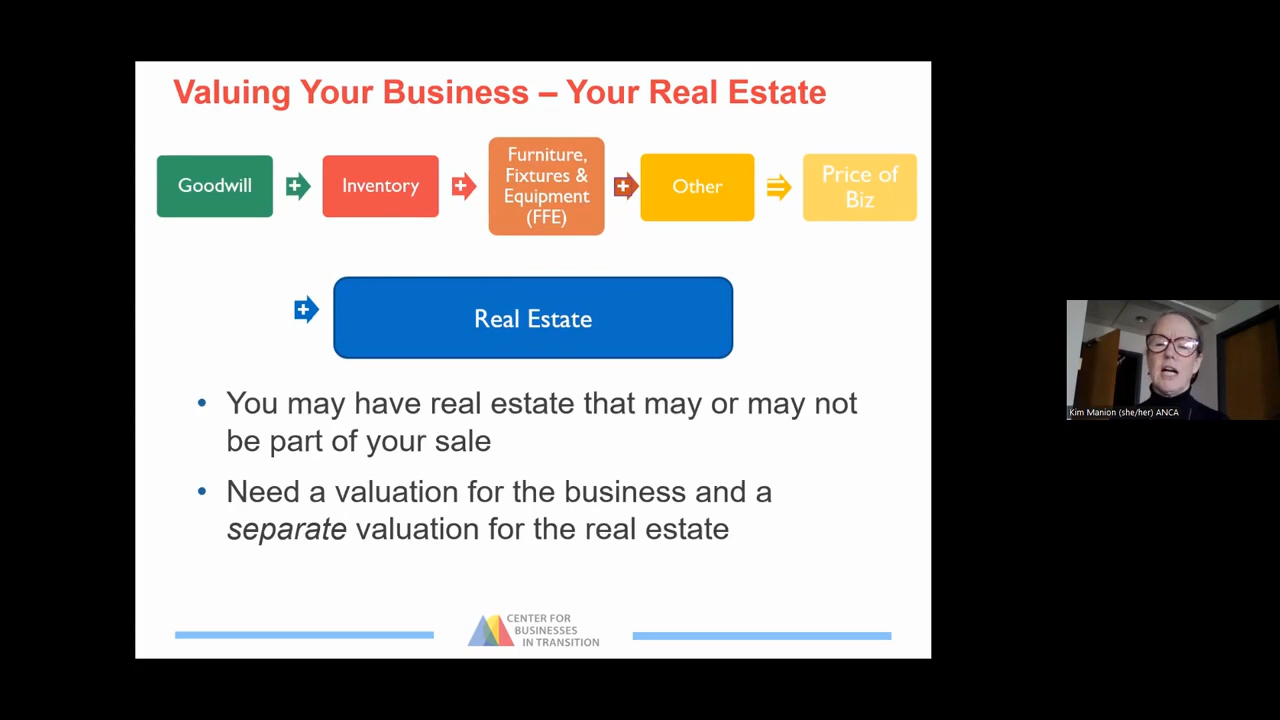 Valuing Your Business – Your Real Estate
Goodwill
Inventory
Furniture,
Fixtures &
Equipment
(FFE)
Other
Price of
Biz
Real Estate
• You may have real estate that may or may not
be part of your sale
• Need a valuation for the business and a
separate valuation for the real estate
CENTER FOR
BUSINESSES
IN TRANSITION
Kim Manion (she/her) ANCA